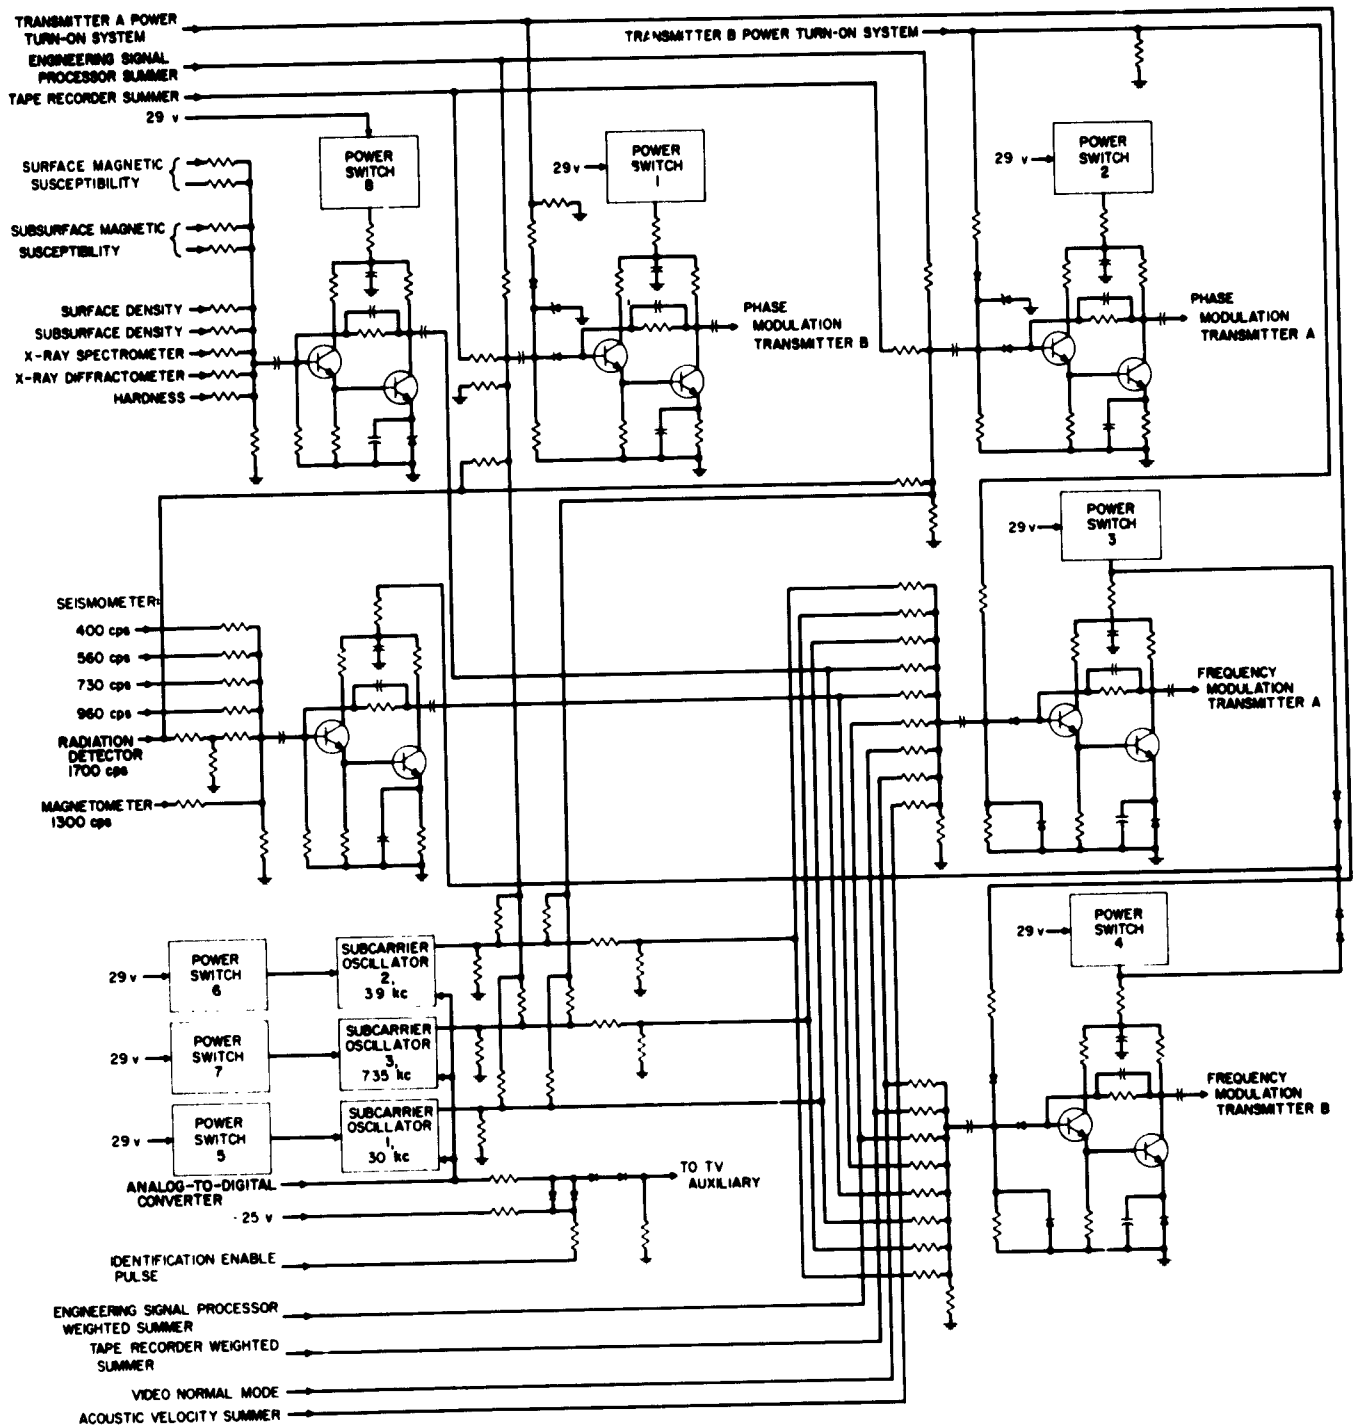 TRANSMITTER A POWER
TURN-ON SYSTEM
TRANSMITTER B POWER TURN-ON SYSTEM
ENGINEERING SIGNAL
PROCESSOR SUMMER
TAPE RECORDER SUMMER
29 v
POWER
SWITCH
8
POWER
SWITCH
1
29 v
POWER
SWITCH
2
29 v
SURFACE MAGNETIC
SUSCEPTIBILITY
SUBSURFACE MAGNETIC
SUSCEPTIBILITY
SURFACE DENSITY
SUBSURFACE DENSITY
X-RAY SPECTROMETER
X-RAY DIFFRACTOMETER
HARDNESS
PHASE
MODULATION
TRANSMITTER B
PHASE
MODULATION
TRANSMITTER A
POWER
SWITCH
3
29 v
SEISMOMETER:
400 cps
560 cps
730 cps
960 cps
RADIATION
DETECTOR
1700 cps
MAGNETOMETER
1300 cps
FREQUENCY
MODULATION
TRANSMITTER A
POWER
SWITCH
4
29 v
29 v
POWER
SWITCH
6
SUBCARRIER
OSCILLATOR
2,
3.9 kc
29 v
POWER
SWITCH
7
SUBCARRIER
OSCILLATOR
3,
7.35 kc
29 v
POWER
SWITCH
5
SUBCARRIER
OSCILLATOR
1,
30 kc
FREQUENCY
MODULATION
TRANSMITTER B
ANALOG-TO-DIGITAL
CONVERTER
TO TV
AUXILIARY
-25 v
IDENTIFICATION ENABLE
PULSE
ENGINEERING SIGNAL PROCESSOR
WEIGHTED SUMMER
TAPE RECORDER WEIGHTED
SUMMER
VIDEO NORMAL MODE
ACOUSTIC VELOCITY SUMMER